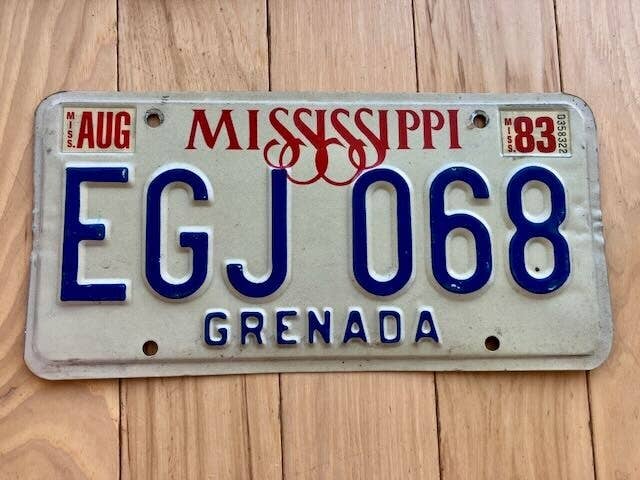 MISS. AUG MISSISSIPPI MISS. 83 0358322
EGJ 068
GRENADA